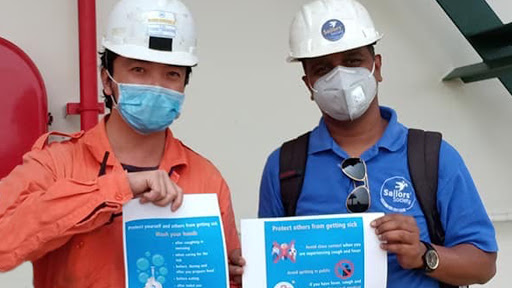 Sailors'
Society
Sailors'
Society
Protect yourself and others from getting sick
Wash your hands
after coughing or sneezing
when caring for the sick
before, during and after you prepare food
before eating
Protect others from getting sick
Avoid close contact when you
are experiencing cough and fever
Avoid spitting in public
If you have fever, cough and